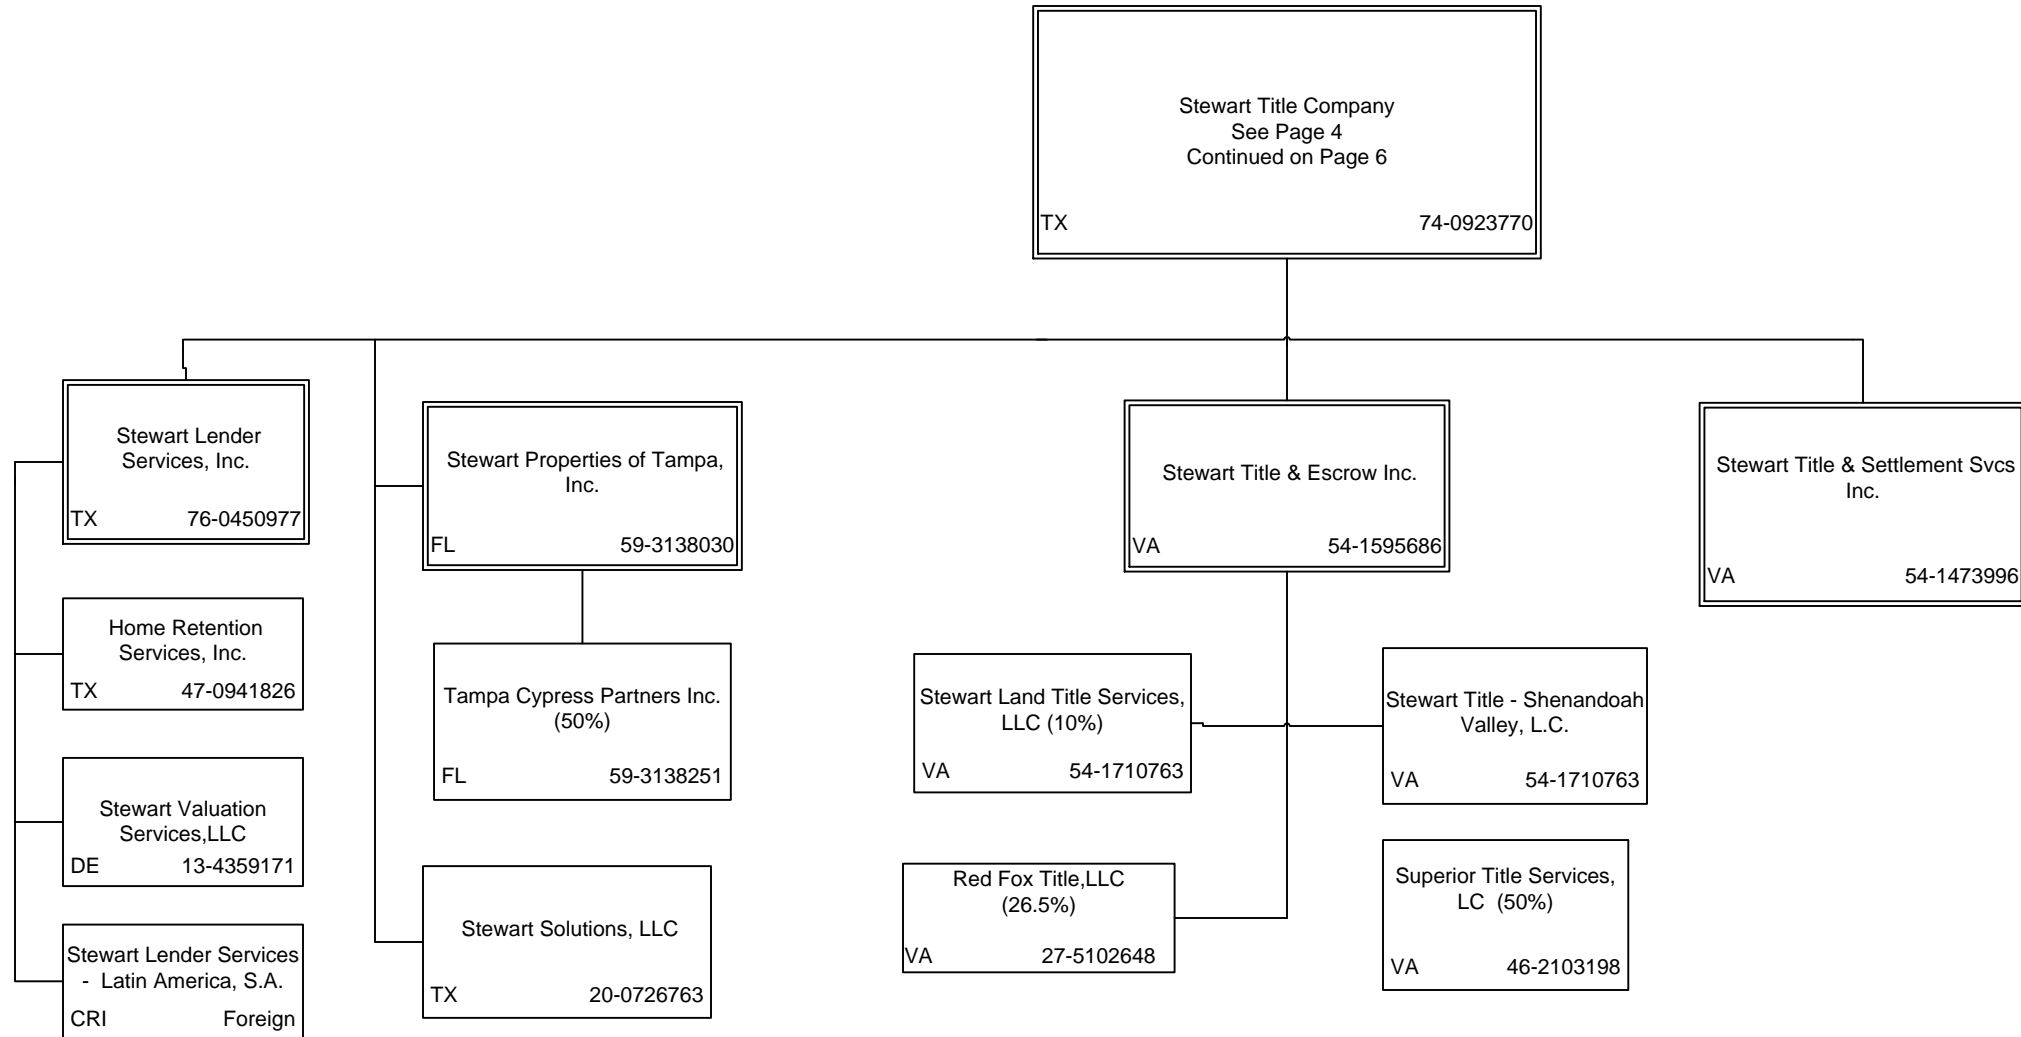 Stewart Title Company
See Page 4
Continued on Page 6
TX 74-0923770
Stewart Lender
Services, Inc.
TX 76-0450977
Stewart Properties of Tampa,
Inc.
FL 59-3138030
Stewart Title & Escrow Inc.
VA 54-1595686
Stewart Title & Settlement Svcs
Inc.
VA 54-1473996
Home Retention
Services, Inc.
TX 47-0941826
Tampa Cypress Partners Inc.
(50%)
FL 59-3138251
Stewart Land Title Services,
LLC (10%)
VA 54-1710763
Stewart Title - Shenandoah
Valley, L.C.
VA 54-1710763
Stewart Valuation
Services,LLC
DE 13-4359171
Stewart Solutions, LLC
TX 20-0726763
Red Fox Title,LLC
(26.5%)
VA 27-5102648
Superior Title Services,
LC (50%)
VA 46-2103198
Stewart Lender Services
- Latin America, S.A.
CRI Foreign